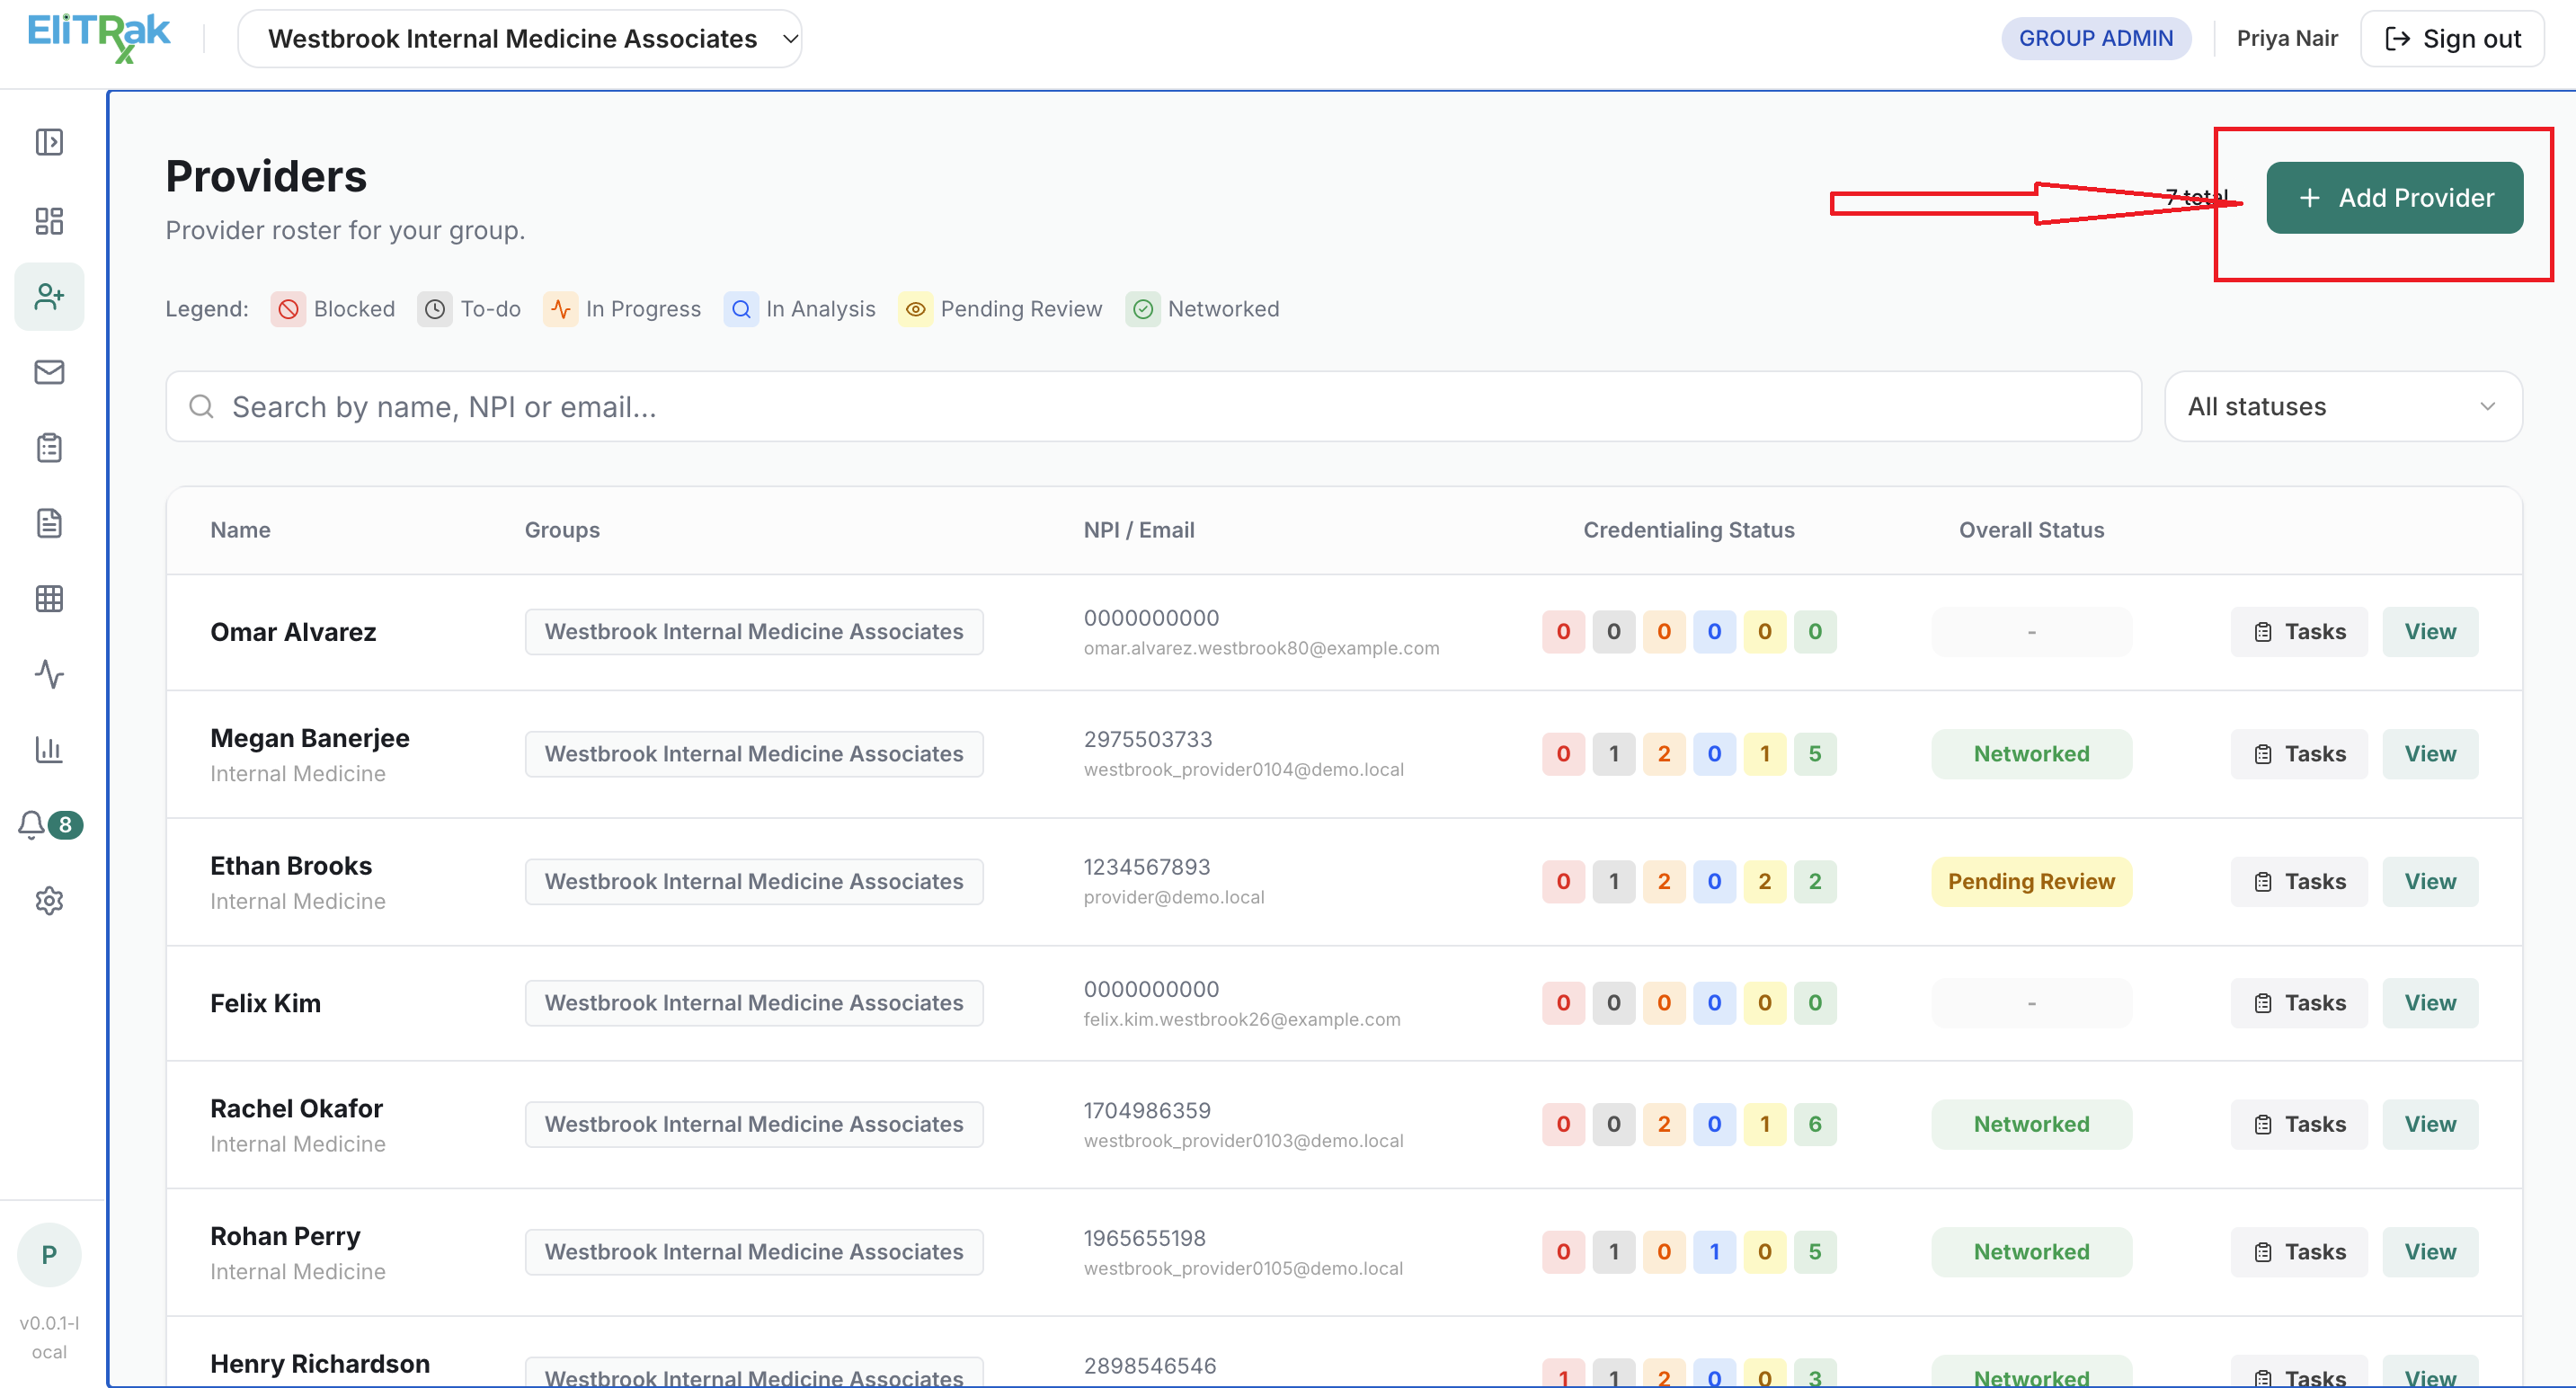 EliTRak
x
Westbrook Internal Medicine Associates
GROUP ADMIN
Priya Nair
Sign out
Providers
Provider roster for your group.
7 total
+ Add Provider
Legend: Blocked To-do In Progress In Analysis Pending Review Networked
Search by name, NPI or email...
All statuses
Name Groups NPI / Email Credentialing Status Overall Status
Omar Alvarez Westbrook Internal Medicine Associates 0000000000 0 0 0 0 0 0 - Tasks View
omar.alvarez.westbrook80@example.com
Megan Banerjee Westbrook Internal Medicine Associates 2975503733 0 1 2 0 1 5 Networked Tasks View
Internal Medicine westbrook_provider0104@demo.local
Ethan Brooks Westbrook Internal Medicine Associates 1234567893 0 1 2 0 2 2 Pending Review Tasks View
Internal Medicine provider@demo.local
Felix Kim Westbrook Internal Medicine Associates 0000000000 0 0 0 0 0 0 - Tasks View
felix.kim.westbrook26@example.com
Rachel Okafor Westbrook Internal Medicine Associates 1704986359 0 0 2 0 1 6 Networked Tasks View
Internal Medicine westbrook_provider0103@demo.local
Rohan Perry Westbrook Internal Medicine Associates 1965655198 0 1 0 1 0 5 Networked Tasks View
Internal Medicine westbrook_provider0105@demo.local
Henry Richardson Westbrook Internal Medicine Associates 2898546546 1 1 2 0 0 3 Networked Tasks View
8
P
v0.0.1-l
ocal